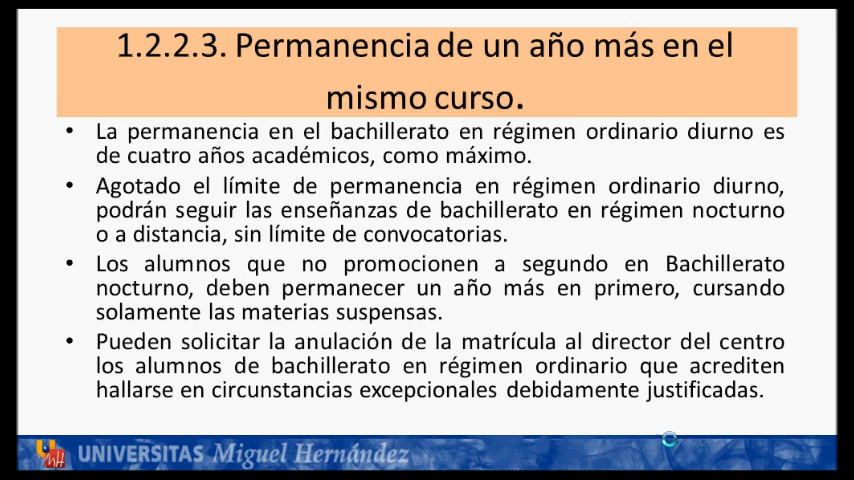 1.2.2.3. Permanencia de un año más en el
mismo curso.
• La permanencia en el bachillerato en régimen ordinario diurno es
de cuatro años académicos, como máximo.
• Agotado el límite de permanencia en régimen ordinario diurno,
podrán seguir las enseñanzas de bachillerato en régimen nocturno
o a distancia, sin límite de convocatorias.
• Los alumnos que no promocionen a segundo en Bachillerato
nocturno, deben permanecer un año más en primero, cursando
solamente las materias suspensas.
• Pueden solicitar la anulación de la matrícula al director del centro
los alumnos de bachillerato en régimen ordinario que acrediten
hallarse en circunstancias excepcionales debidamente justificadas.
UNIVERSITAS Miguel Hernández